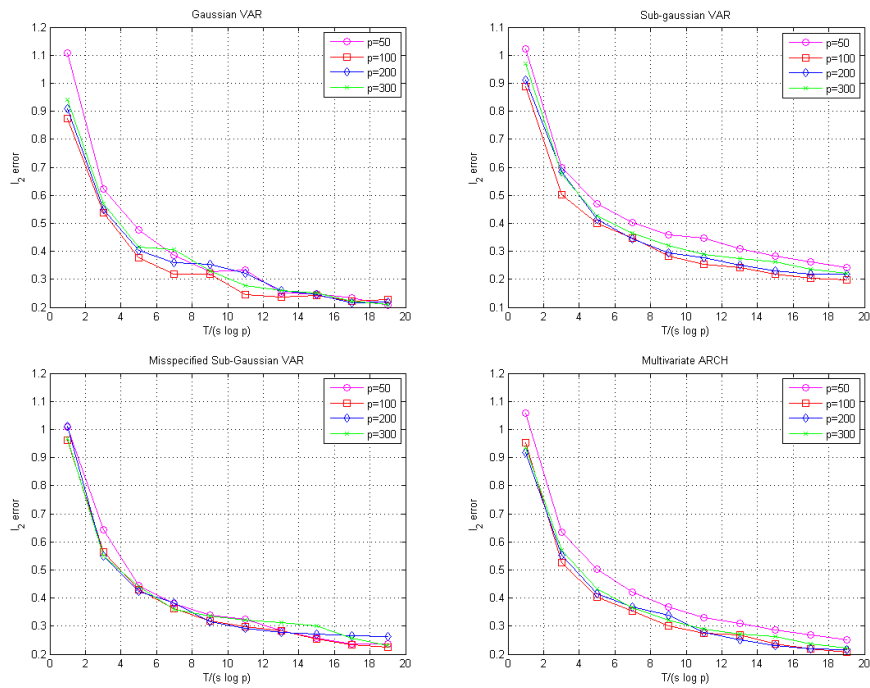 Gaussian VAR
1.2
1.1
1
0.9
0.8
0.7
0.6
0.5
0.4
0.3
0.2
l2 error
0 2 4 6 8 10 12 14 16 18 20
T/(s log p)
p=50
p=100
p=200
p=300
Sub-gaussian VAR
1.2
1.1
1
0.9
0.8
0.7
0.6
0.5
0.4
0.3
0.2
l2 error
0 2 4 6 8 10 12 14 16 18 20
T/(s log p)
p=50
p=100
p=200
p=300
Misspecified Sub-Gaussian VAR
1.2
1.1
1
0.9
0.8
0.7
0.6
0.5
0.4
0.3
0.2
l2 error
0 2 4 6 8 10 12 14 16 18 20
T/(s log p)
p=50
p=100
p=200
p=300
Multivariate ARCH
1.2
1.1
1
0.9
0.8
0.7
0.6
0.5
0.4
0.3
0.2
l2 error
0 2 4 6 8 10 12 14 16 18 20
T/(s log p)
p=50
p=100
p=200
p=300